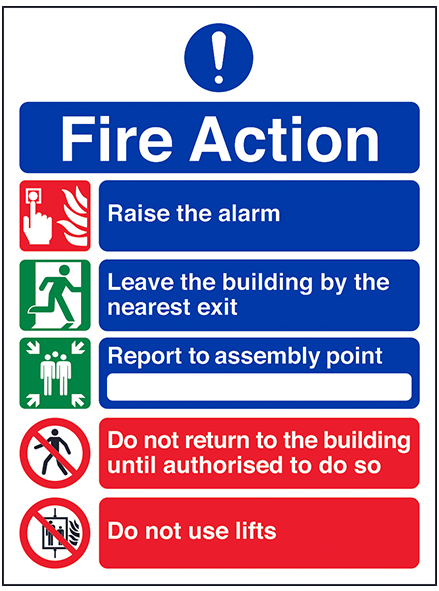 Fire Action
Raise the alarm
Leave the building by the
nearest exit
Report to assembly point
Do not return to the building
until authorised to do so
Do not use lifts